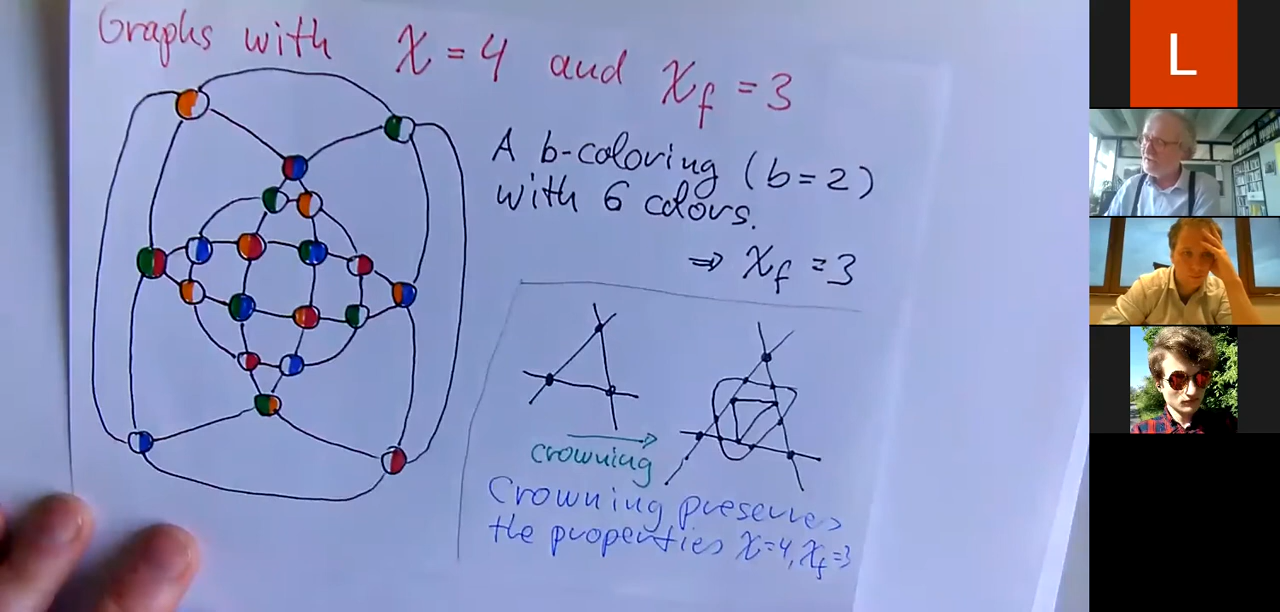 Graphs with χ = 4 and χf = 3
A b-coloring (b=2)
with 6 colors.
⇒ χf = 3
crowning
Crowning preserves
the properties χ=4, χf=3
L